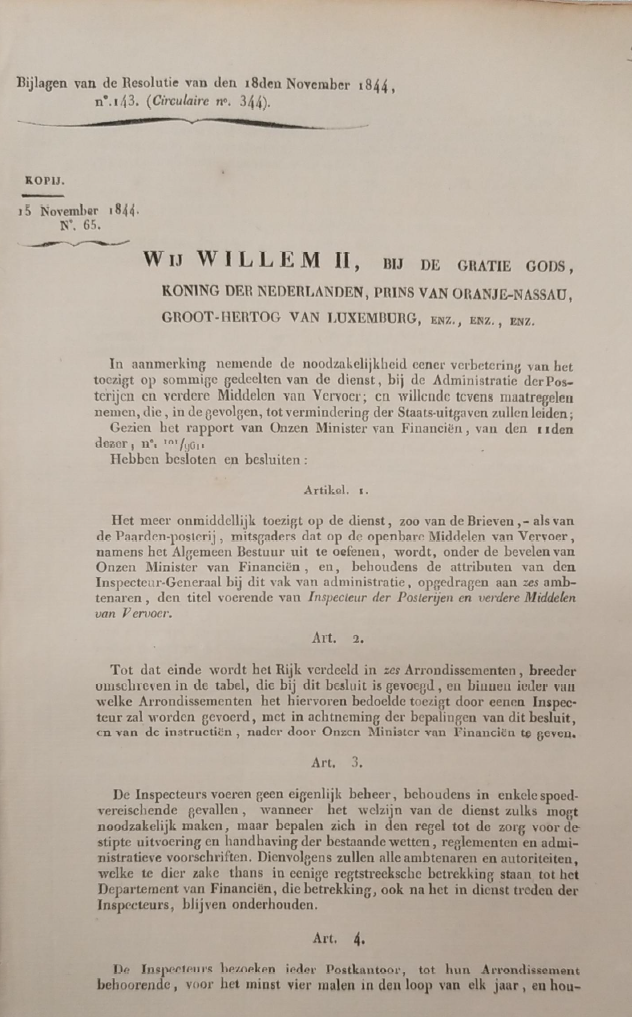 Bijlagen van de Resolutie van den 18den November 1844,
n°. 143. (Circulaire no. 344).
KOPIJ.
15 November 1844.
N°. 65.
WIJ WILLEM II, BIJ DE GRATIE GODS,
KONING DER NEDERLANDEN, PRINS VAN ORANJE-NASSAU,
GROOT-HERTOG VAN LUXEMBURG, ENZ., ENZ., ENZ.
In aanmerking nemende de noodzakelijkheid eener verbetering van het
toezigt op sommige gedeelten van de dienst, bij de Administratie der Pos-
terijen en verdere Middelen van Vervoer; en willende tevens maatregelen
nemen, die, in de gevolgen, tot vermindering der Staats-uitgaven zullen leiden;
Gezien het rapport van Onzen Minister van Financiën, van den 11den
dezer, n°.
Hebben besloten en besluiten:
Artikel. 1.
Het meer onmiddellijk toezigt op de dienst, zoo van de Brieven,- als van
de Paarden-posterij, mitsgaders dat op de openbare Middelen van Vervoer,
namens het Algemeen Bestuur uit te oefenen, wordt, onder de bevelen van
Onzen Minister van Financiën, en, behoudens de attributen van den
Inspecteur-Generaal bij dit vak van administratie, opgedragen aan zes amb-
tenaren, den titel voerende van Inspecteur der Posterijen en verdere Middelen
van Vervoer.
Art. 2.
Tot dat einde wordt het Rijk verdeeld in zes Arrondissementen, breeder
omschreven in de tabel, die bij dit besluit is gevoegd, en binnen ieder van
welke Arrondissementen het hiervoren bedoelde toezigt door eenen Inspec-
teur zal worden gevoerd, met in achtneming der bepalingen van dit besluit,
en van de instructiën, nader door Onzen Minister van Financiën te geven.
Art. 3.
De Inspecteurs voeren geen eigenlijk beheer, behoudens in enkele spoed-
vereischende gevallen, wanneer het welzijn van de dienst zulks mogt
noodzakelijk maken, maar bepalen zich in den regel tot de zorg voor de
stipte uitvoering en handhaving der bestaande wetten, reglementen en admi-
nistratieve voorschriften. Dienvolgens zullen alle ambtenaren en autoriteiten,
welke te dier zake thans in eenige regtstreeksche betrekking staan tot het
Departement van Financiën, die betrekking, ook na het in dienst treden der
Inspecteurs, blijven onderhouden.
Art. 4.
De Inspecteurs bezoeken ieder Postkantoor, tot hun Arrondissement
behoorende, voor het minst vier malen in den loop van elk jaar, en hou-